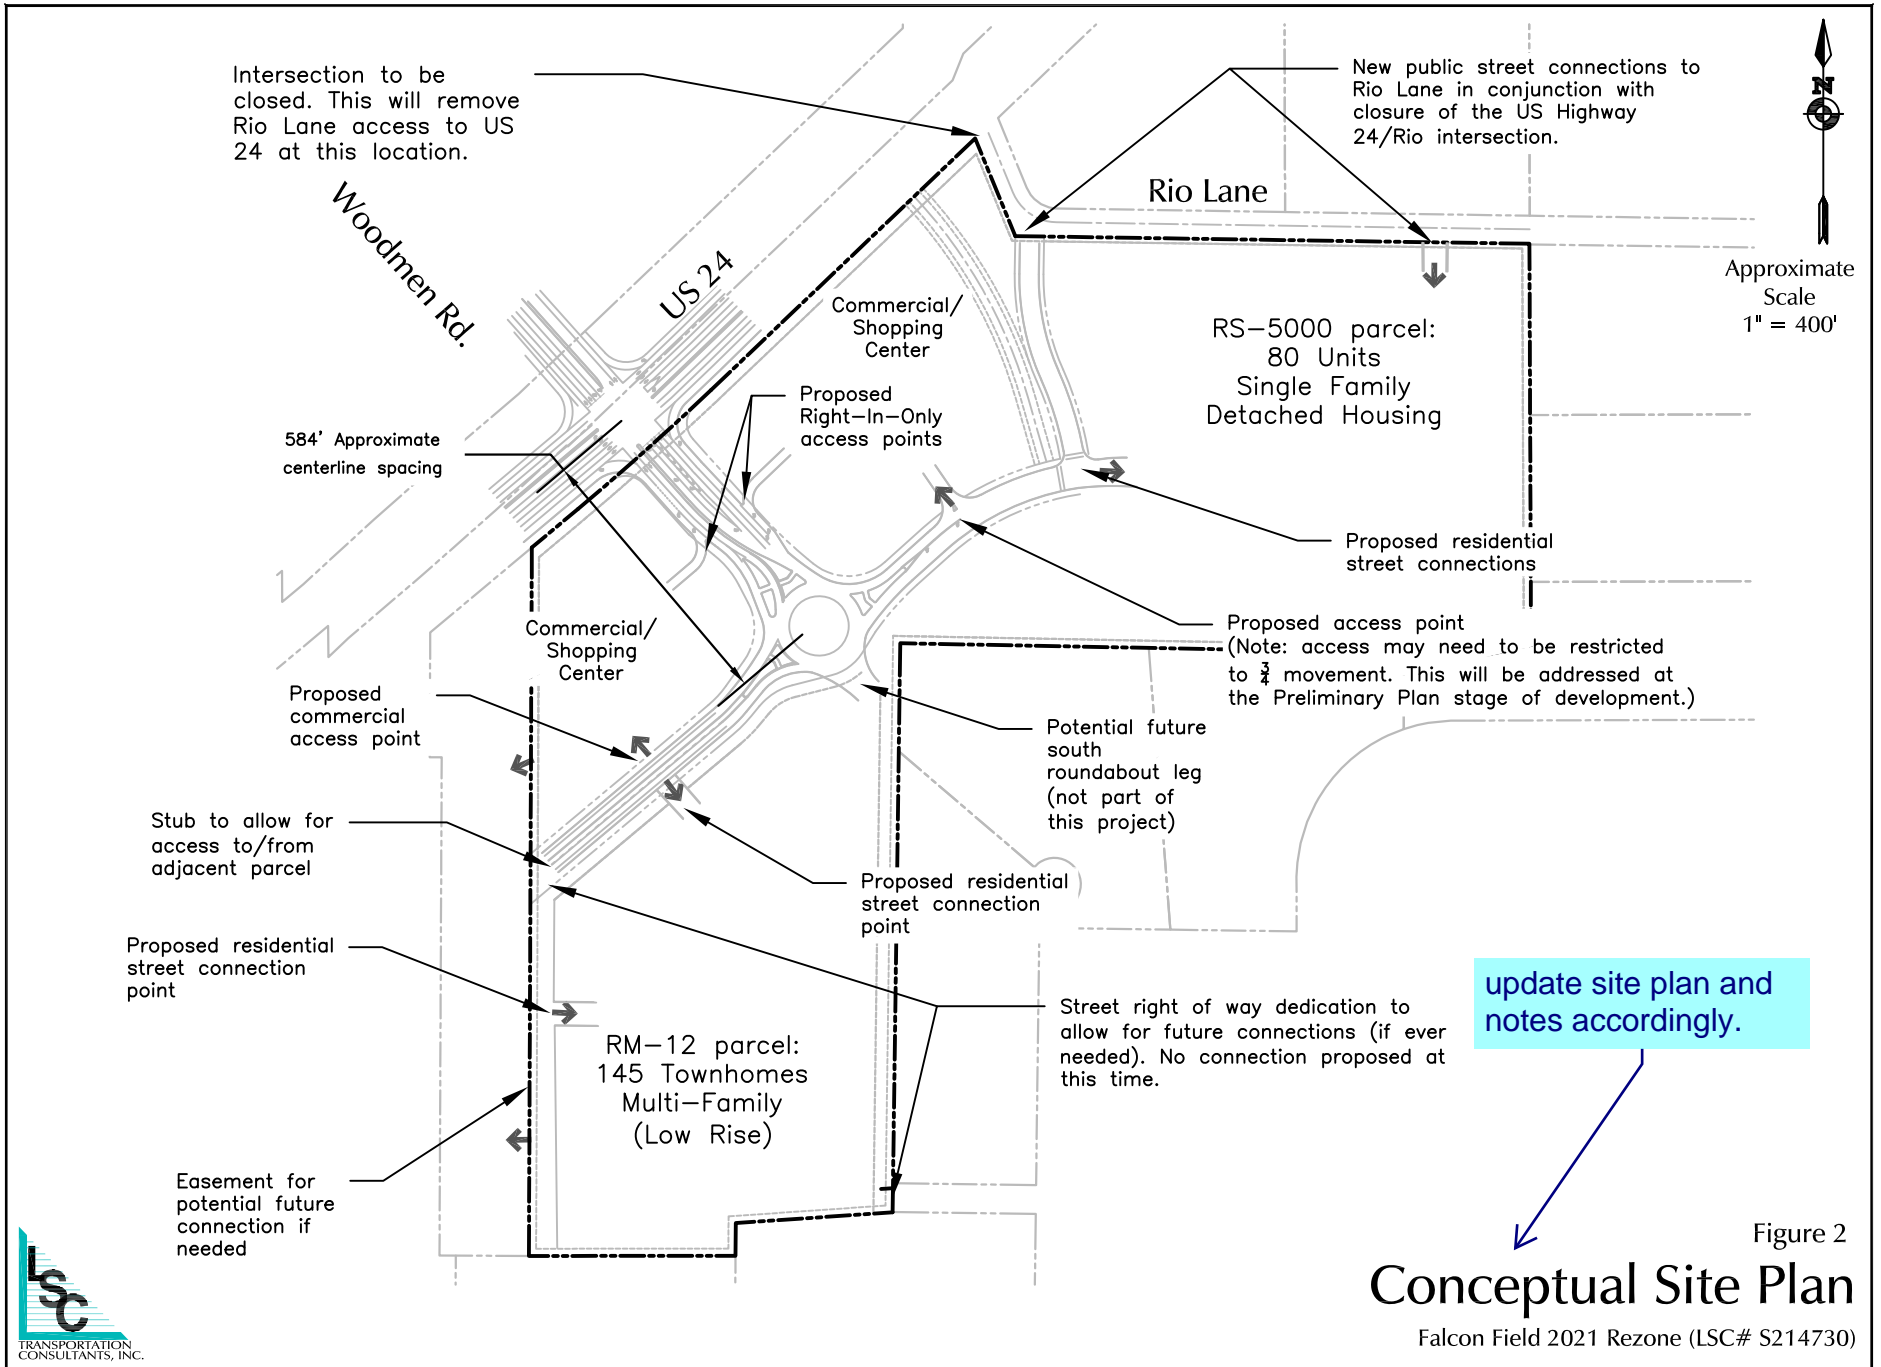 Intersection to be
closed. This will remove
Rio Lane access to US
24 at this location.
New public street connections to
Rio Lane in conjunction with
closure of the US Highway
24/Rio intersection.
N
Approximate
Scale
1" = 400'
Woodmen Rd.
US 24
Rio Lane
Commercial/
Shopping
Center
RS-5000 parcel:
80 Units
Single Family
Detached Housing
Proposed
Right-In-Only
access points
584' Approximate
centerline spacing
Proposed residential
street connections
Commercial/
Shopping
Center
Proposed access point
(Note: access may need to be restricted
to 3/4 movement. This will be addressed at
the Preliminary Plan stage of development.)
Proposed
commercial
access point
Potential future
south
roundabout leg
(not part of
this project)
Stub to allow for
access to/from
adjacent parcel
Proposed residential
street connection
point
Proposed residential
street connection
point
update site plan and
notes accordingly.
Street right of way dedication to
allow for future connections (if ever
needed). No connection proposed at
this time.
RM-12 parcel:
145 Townhomes
Multi-Family
(Low Rise)
Easement for
potential future
connection if
needed
Figure 2
Conceptual Site Plan
Falcon Field 2021 Rezone (LSC# S214730)
LSC
TRANSPORTATION
CONSULTANTS, INC.